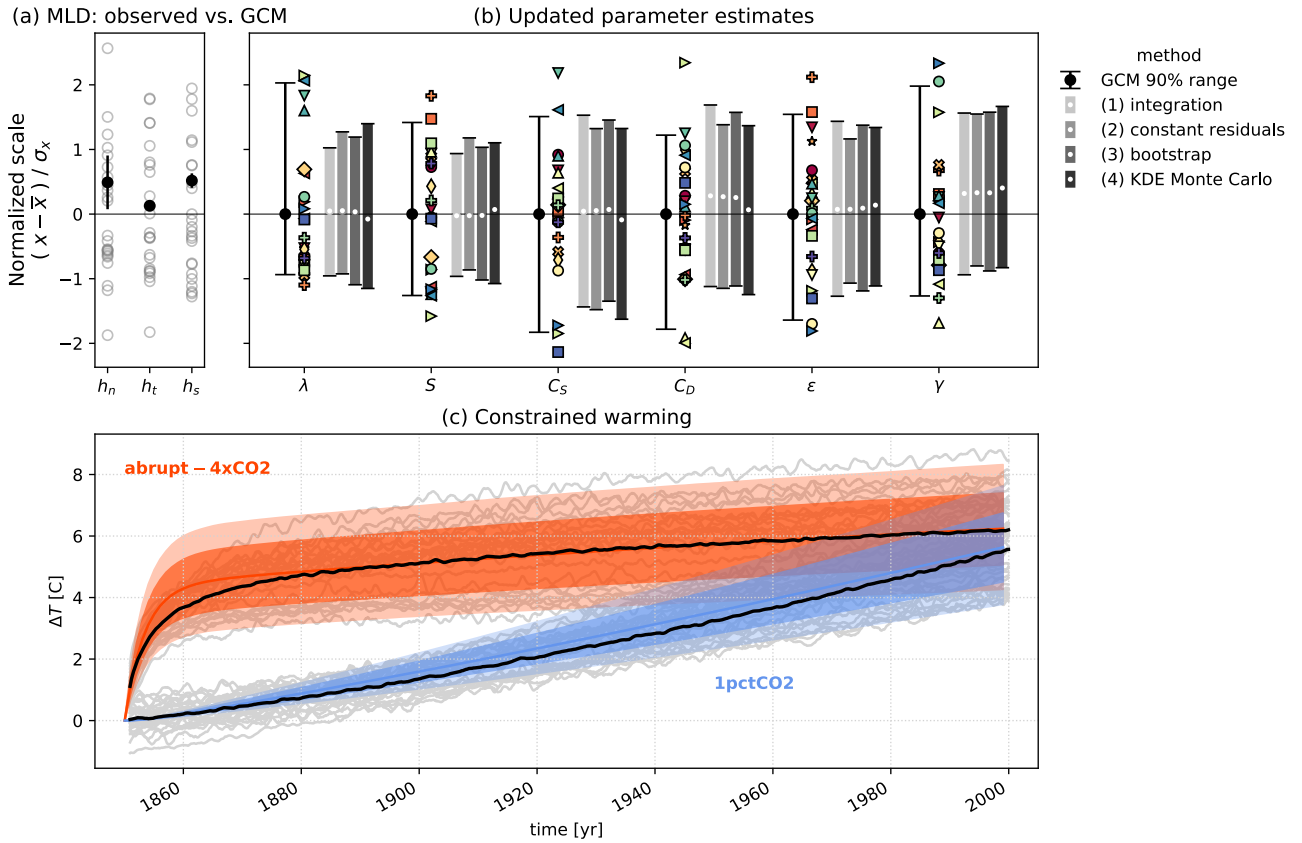 (a) MLD: observed vs. GCM
(b) Updated parameter estimates
Normalized scale
( x − x̅ ) / σₓ
2
1
0
−1
−2
hₙ
hₜ
hₛ
λ
S
C_S
C_D
ε
γ
method
GCM 90% range
(1) integration
(2) constant residuals
(3) bootstrap
(4) KDE Monte Carlo
(c) Constrained warming
abrupt − 4xCO2
1pctCO2
ΔT [C]
8
6
4
2
0
1860
1880
1900
1920
1940
1960
1980
2000
time [yr]